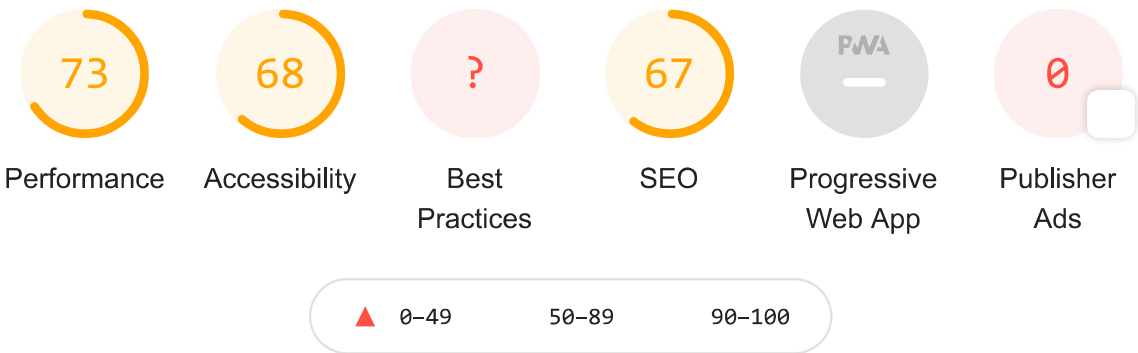 73 68 ? 67 PWA 0
Performance Accessibility Best Practices SEO Progressive Web App Publisher Ads
0–49 50–89 90–100